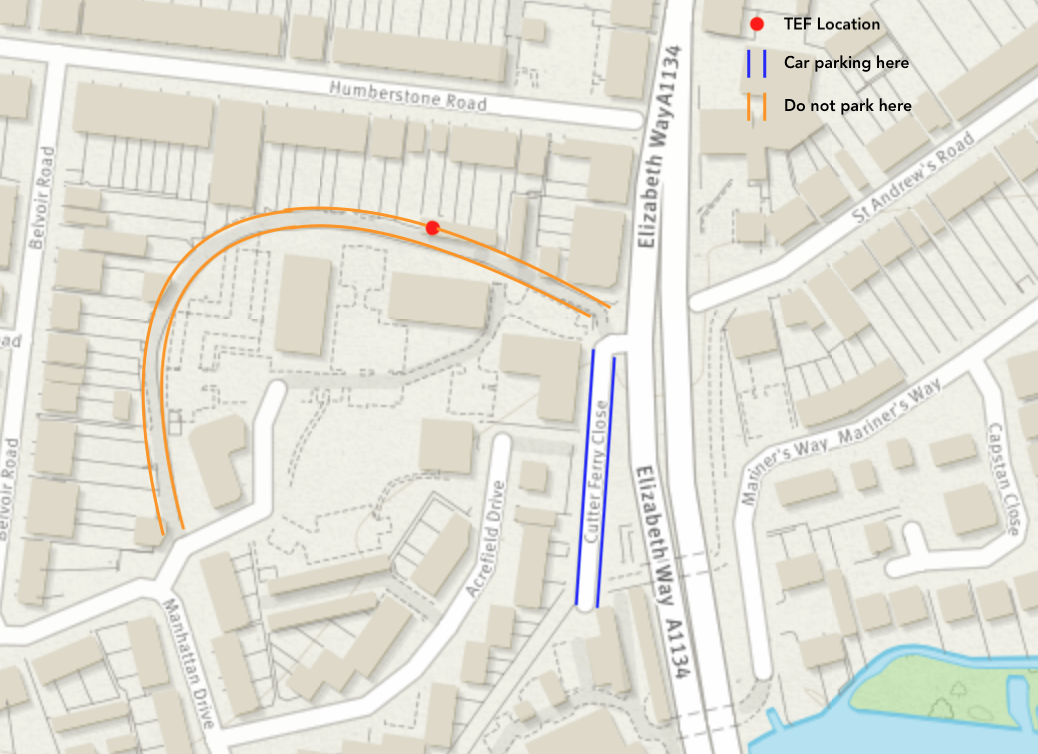 TEF Location
Car parking here
Do not park here
Humberstone Road
Elizabeth Way A1134
Belvoir Road
St Andrew's Road
ad
Cutter Ferry Close
Mariner's Way
Mariner's Way
Capstan Close
Belvoir Road
Acrefield Drive
Elizabeth Way A1134
Manhattan Drive